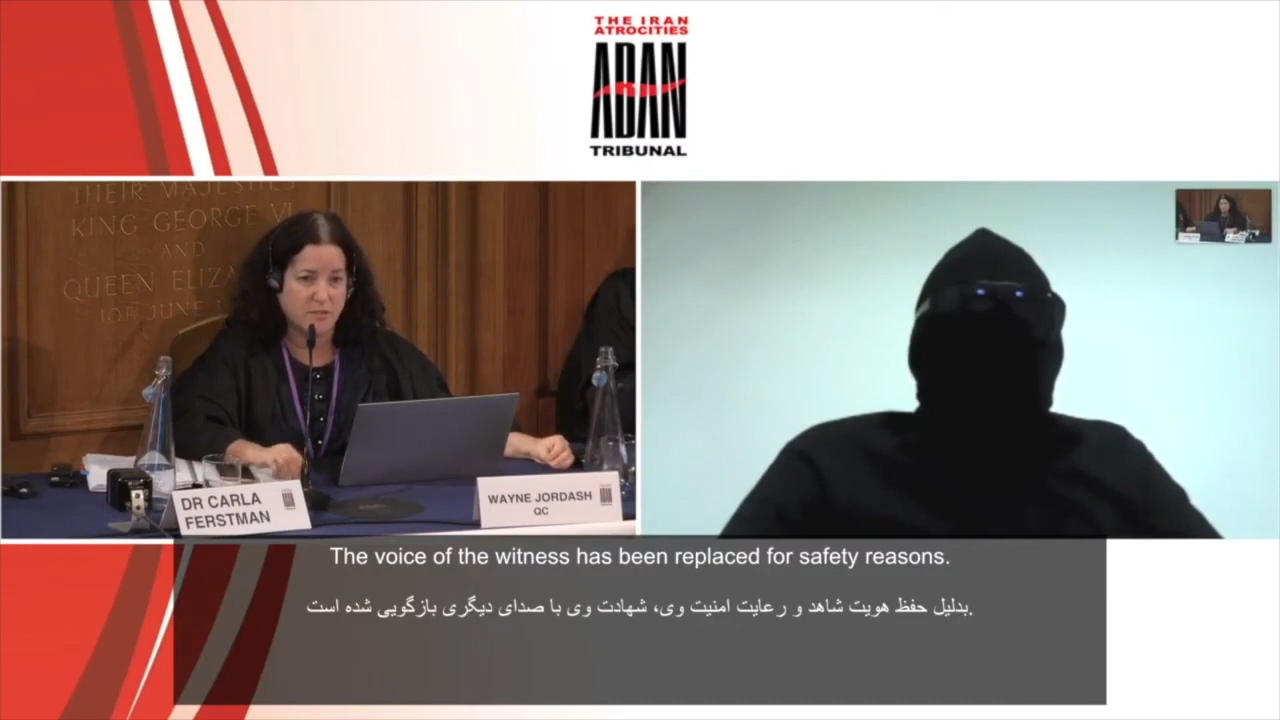 THE IRAN
ATROCITIES
ABAN
TRIBUNAL
THEIR MAJESTIES
KING GEORGE VI
AND
QUEEN ELIZA
JUNE
DR CARLA
FERSTMAN
WAYNE JORDASH
QC
The voice of the witness has been replaced for safety reasons.
بدلیل حفظ هویت شاهد و رعایت امنیت وی، شهادت وی با صدای دیگری بازگویی شده است.